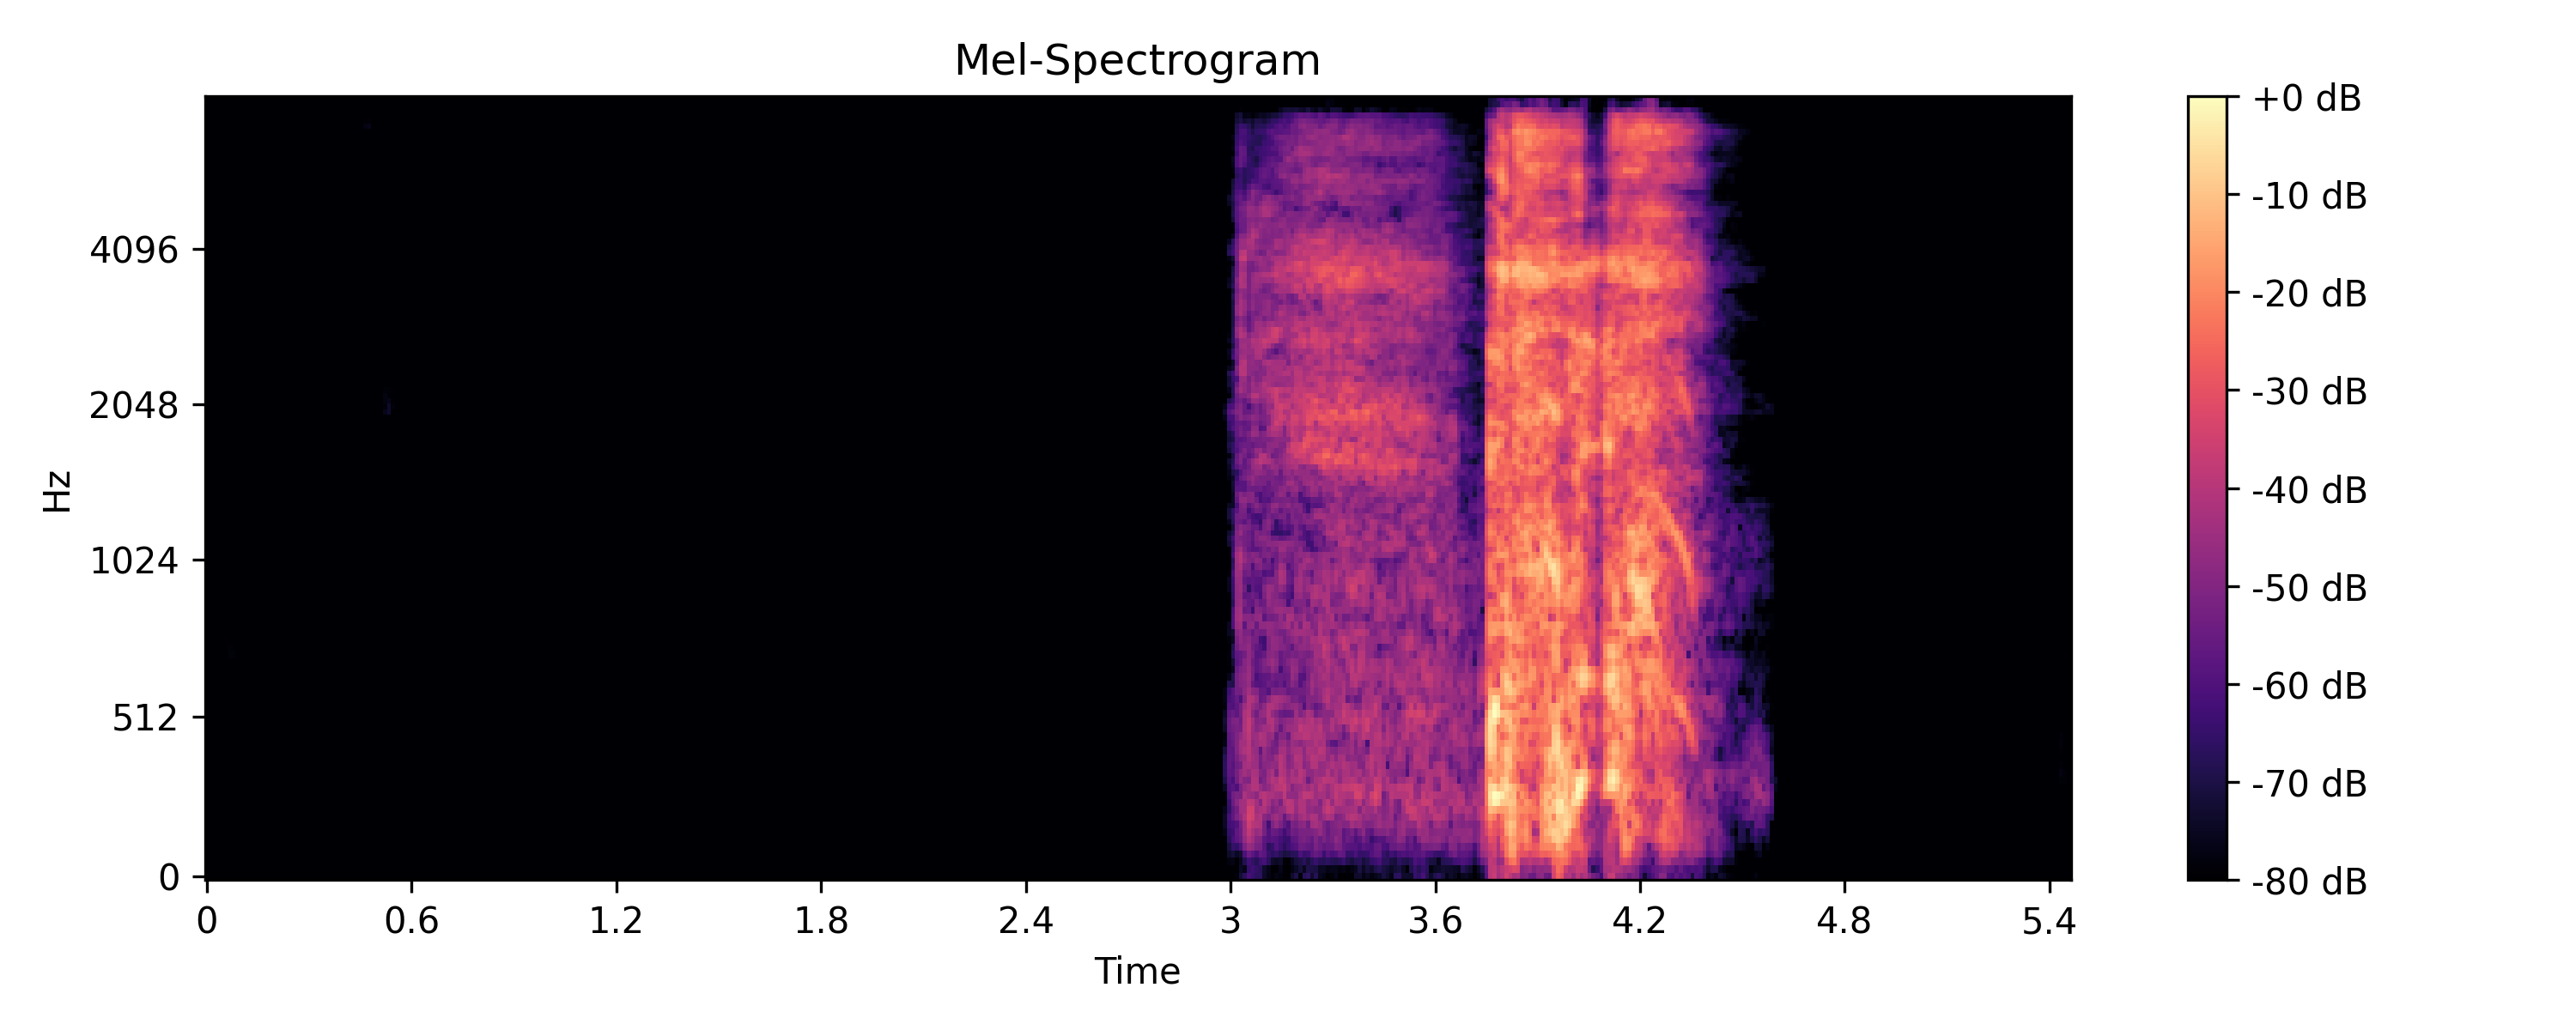 Mel-Spectrogram
+0 dB
-10 dB
-20 dB
-30 dB
-40 dB
-50 dB
-60 dB
-70 dB
-80 dB
4096
2048
1024
512
0
Hz
0 0.6 1.2 1.8 2.4 3 3.6 4.2 4.8 5.4
Time